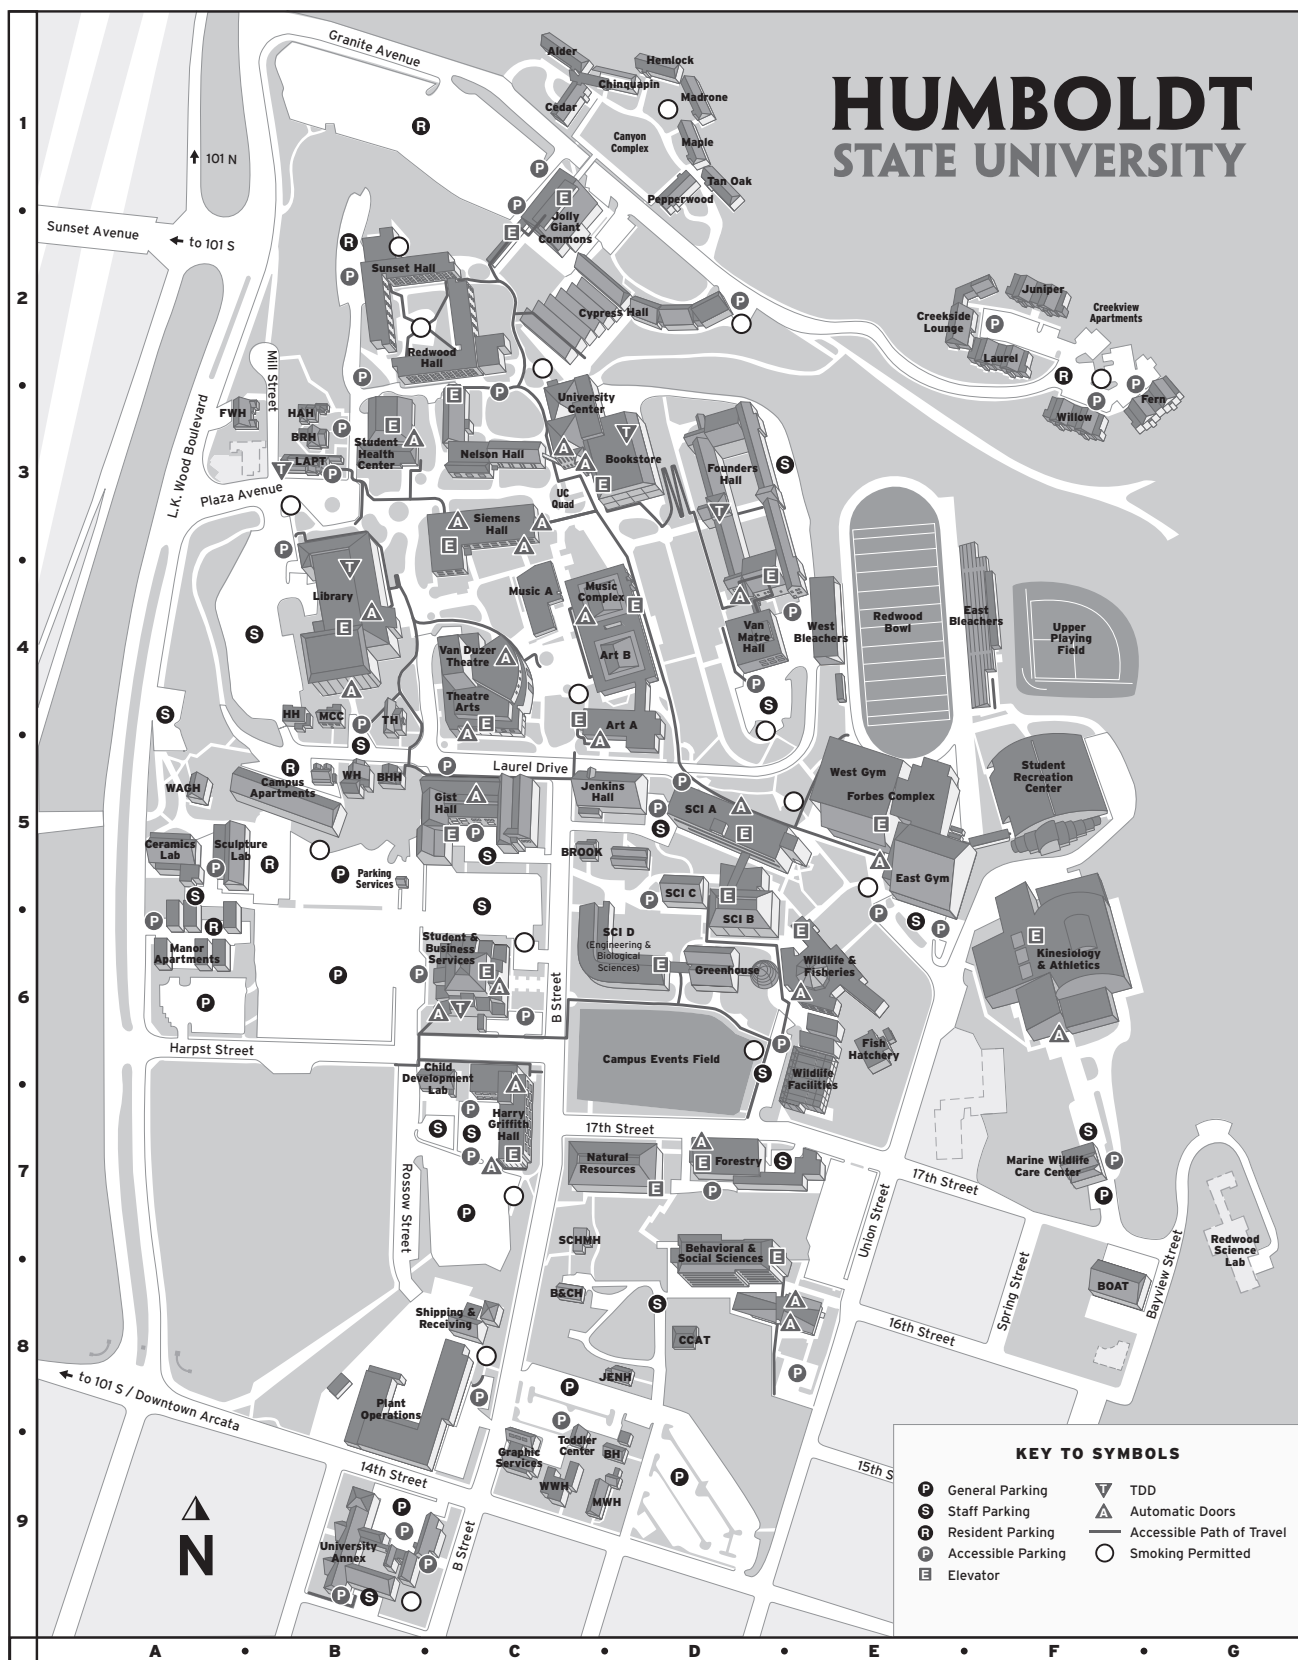 HUMBOLDT
STATE UNIVERSITY
1
2
3
4
5
6
7
8
9
Granite Avenue
Alder
Hemlock
Chinquapin
Cedar
Madrone
Canyon
Complex
Maple
Tan Oak
Pepperwood
R
101 N
P
P
E
E
Jolly
Giant
Commons
Sunset Avenue
to 101 S
R
P
Sunset Hall
Redwood
Hall
Cypress Hall
P
P
P
E
Creekside
Lounge
Juniper
P
Creekview
Apartments
Laurel
R
P
P
Willow
Fern
Mill Street
L.K. Wood Boulevard
FWH
HAH
BRH
LAPT
P
T
P
Plaza Avenue
E
A
Student
Health
Center
Nelson Hall
University
Center
T
A
A
E
Bookstore
UC
Quad
Founders
Hall
S
T
E
A
P
Siemens
Hall
A
A
A
E
P
T
Library
A
E
A
S
Music A
Music
Complex
E
A
Art B
Van
Matre
Hall
P
S
West
Bleachers
Redwood
Bowl
East
Bleachers
Upper
Playing
Field
Van Duzer
Theatre
A
Theatre
Arts
E
A
Art A
E
A
HH
MCC
P
TH
S
S
Laurel Drive
P
WAGH
R
Campus
Apartments
WH
BHH
Gist
Hall
A
E
P
S
Jenkins
Hall
P
P
S
SCI A
A
E
West Gym
Forbes Complex
E
A
East Gym
P
S
P
Student
Recreation
Center
Ceramics
Lab
Sculpture
Lab
P
R
S
P
Parking
Services
BROOK
SCI C
P
E
SCI B
P
R
Manor
Apartments
P
P
S
Student &
Business
Services
P
E
A
A
T
P
B Street
SCI D
(Engineering &
Biological
Sciences)
E
Greenhouse
E
Wildlife &
Fisheries
A
E
Kinesiology
& Athletics
A
Harpst Street
Campus Events Field
P
S
Fish
Hatchery
Wildlife
Facilities
Child
Development
Lab
A
P
S
S
P
Harry
Griffith
Hall
E
A
17th Street
Natural
Resources
E
A
E
Forestry
S
P
Marine Wildlife
Care Center
S
P
P
17th Street
Rossow Street
P
Union Street
SCHMH
Behavioral &
Social Sciences
E
Redwood
Science
Lab
Spring Street
Bayview Street
BOAT
B&CH
S
A
A
16th Street
Shipping &
Receiving
CCAT
P
to 101 S / Downtown Arcata
JENH
P
P
P
Plant
Operations
Toddler
Center
Graphic
Services
BH
WWH
MWH
P
15th S
14th Street
N
P
P
P
University
Annex
P
S
B Street
KEY TO SYMBOLS
P General Parking
S Staff Parking
R Resident Parking
P Accessible Parking
E Elevator
T TDD
A Automatic Doors
Accessible Path of Travel
Smoking Permitted
A • B • C • D • E • F • G